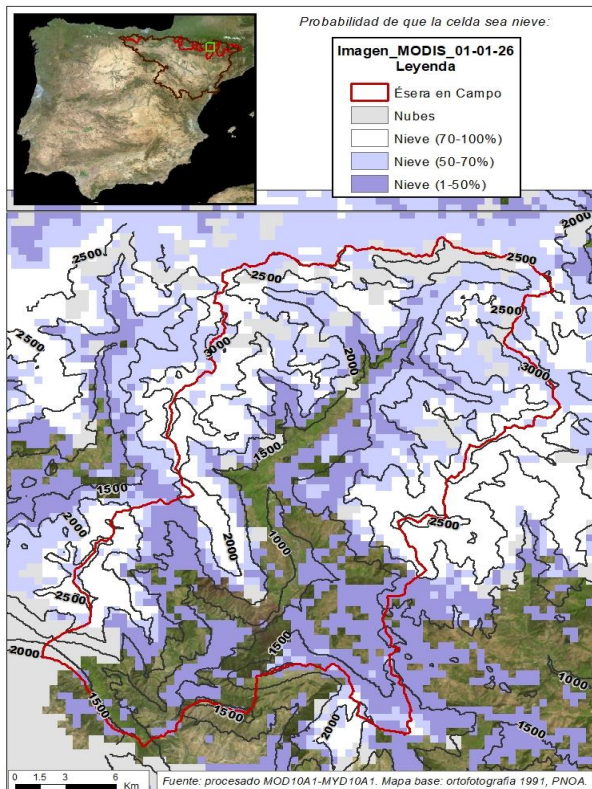 Probabilidad de que la celda sea nieve:
Imagen_MODIS_01-01-26
Leyenda
Ésera en Campo
Nubes
Nieve (70-100%)
Nieve (50-70%)
Nieve (1-50%)
2000
2500
2500
2500
2500
2500
3000
2000
3000
1500
1500
2000
2500
1000
2000
2500
2000
1500
1000
1500
1500
2000
1500
0 1.5 3 6
Km
Fuente: procesado MOD10A1-MYD10A1. Mapa base: ortofotografia 1991, PNOA.